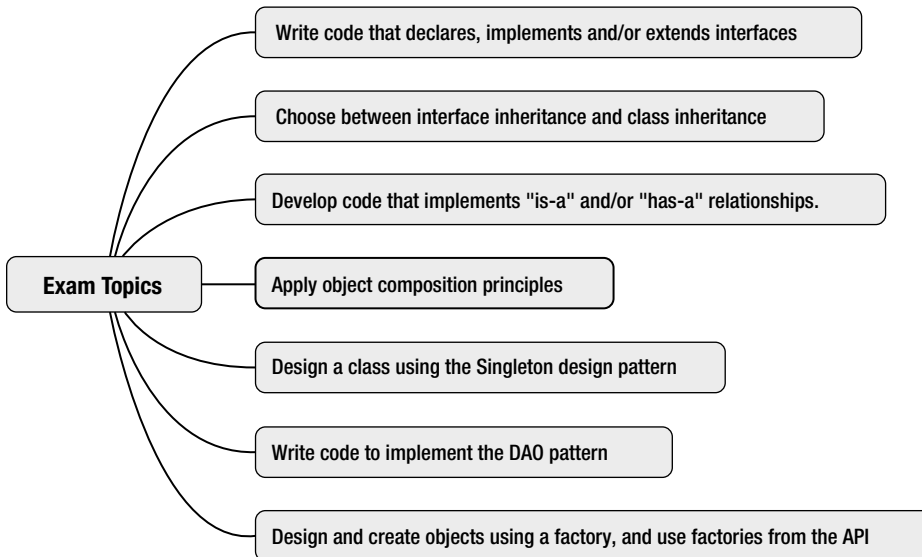 Write code that declares, implements and/or extends interfaces
Choose between interface inheritance and class inheritance
Develop code that implements "is-a" and/or "has-a" relationships.
Exam Topics
Apply object composition principles
Design a class using the Singleton design pattern
Write code to implement the DAO pattern
Design and create objects using a factory, and use factories from the API